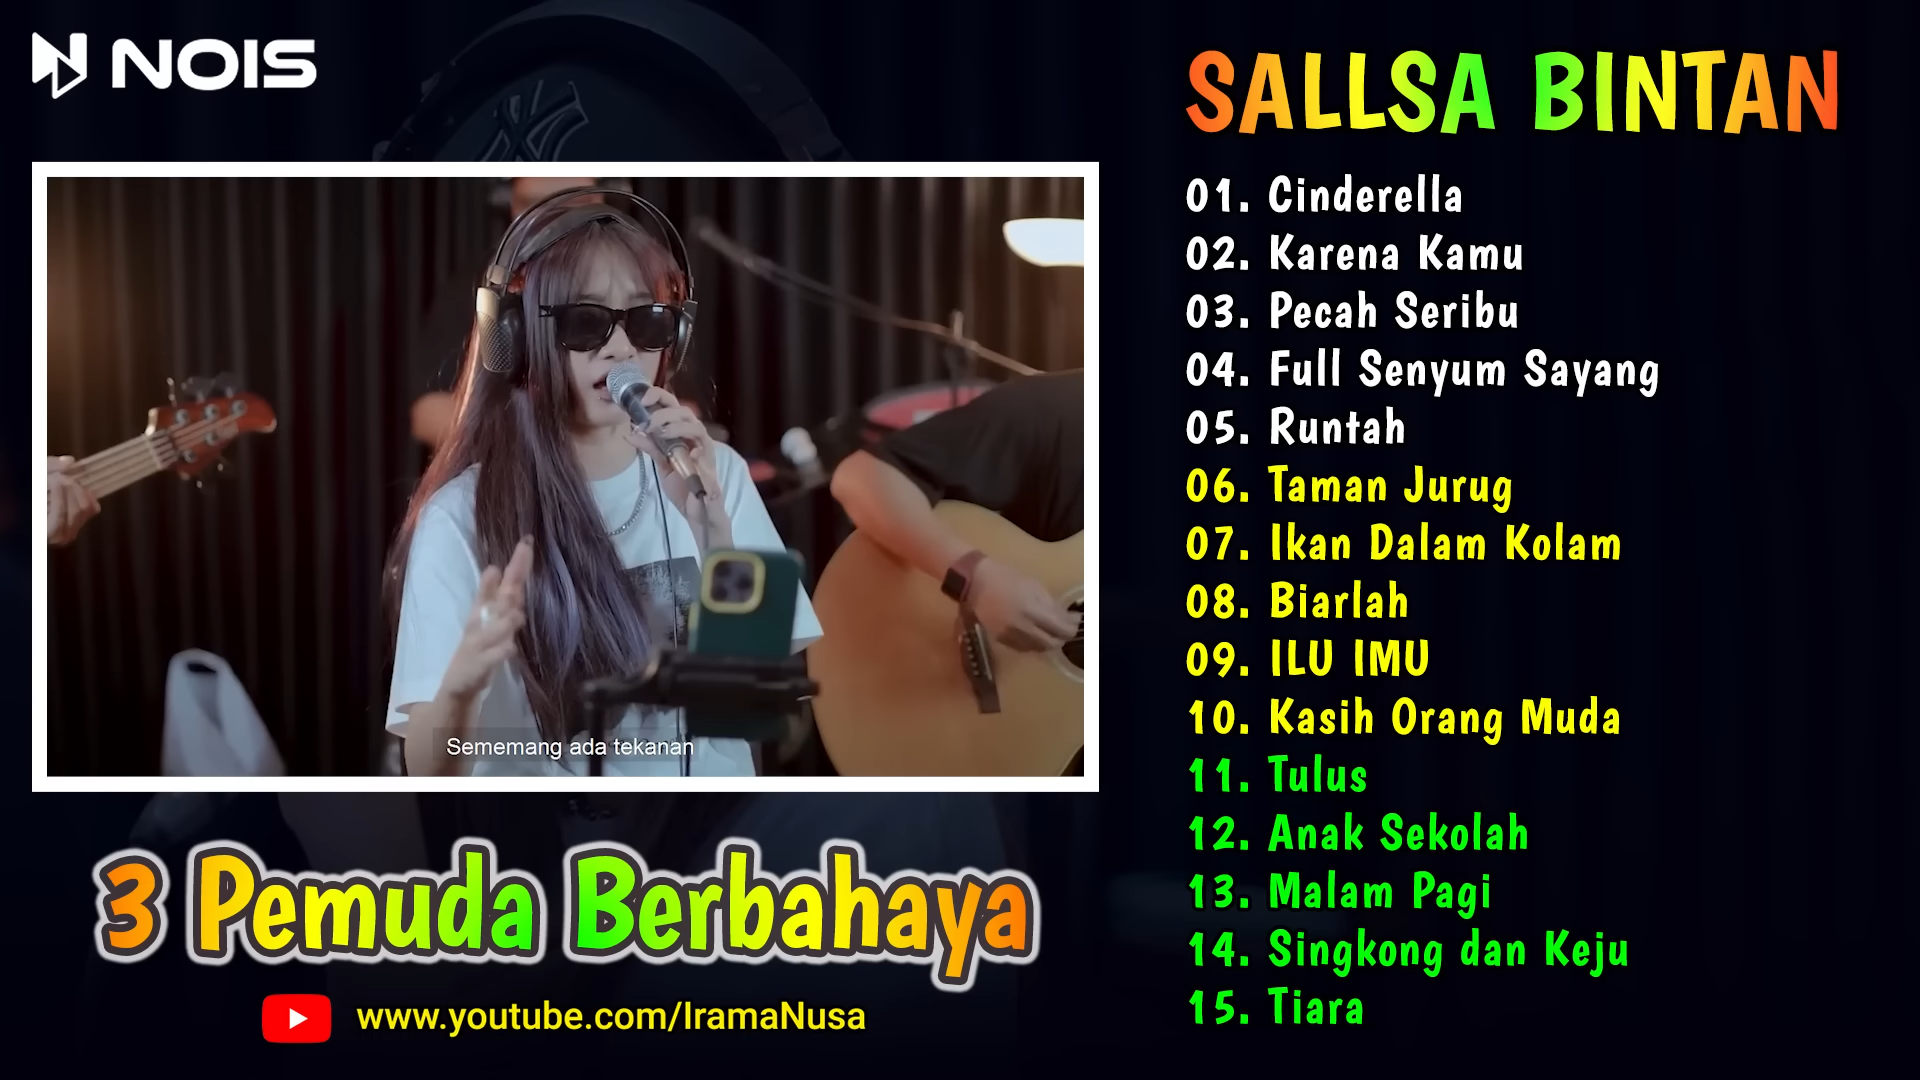 NOIS
SALLSA BINTAN
01. Cinderella
02. Karena Kamu
03. Pecah Seribu
04. Full Senyum Sayang
05. Runtah
06. Taman Jurug
07. Ikan Dalam Kolam
08. Biarlah
09. ILU IMU
10. Kasih Orang Muda
11. Tulus
12. Anak Sekolah
13. Malam Pagi
14. Singkong dan Keju
15. Tiara
Sememang ada tekanan
3 Pemuda Berbahaya
www.youtube.com/IramaNusa